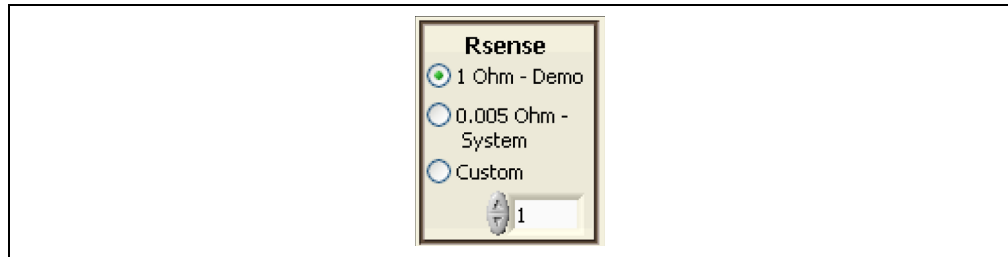 Rsense
1 Ohm - Demo
0.005 Ohm -
System
Custom
1